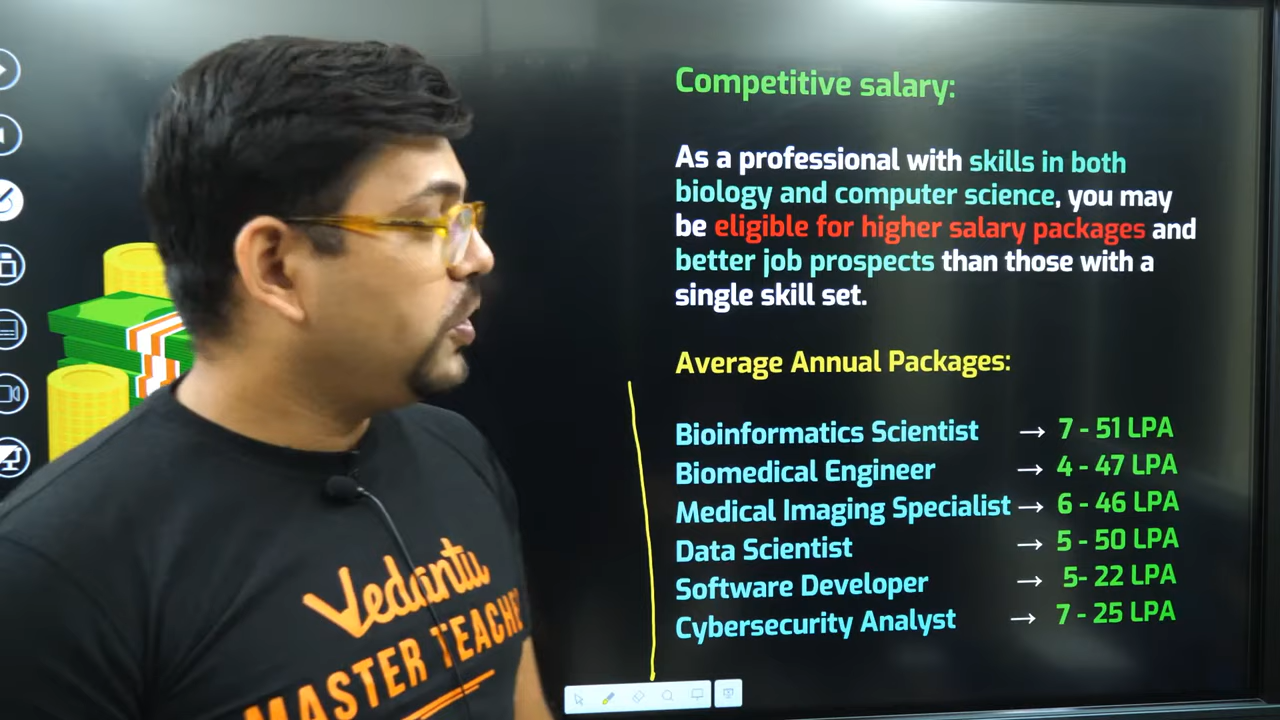 Competitive salary:
As a professional with skills in both
biology and computer science, you may
be eligible for higher salary packages and
better job prospects than those with a
single skill set.
Average Annual Packages:
Bioinformatics Scientist → 7 - 51 LPA
Biomedical Engineer → 4 - 47 LPA
Medical Imaging Specialist → 6 - 46 LPA
Data Scientist → 5 - 50 LPA
Software Developer → 5- 22 LPA
Cybersecurity Analyst → 7 - 25 LPA
Vedantu
MASTER TEACHE